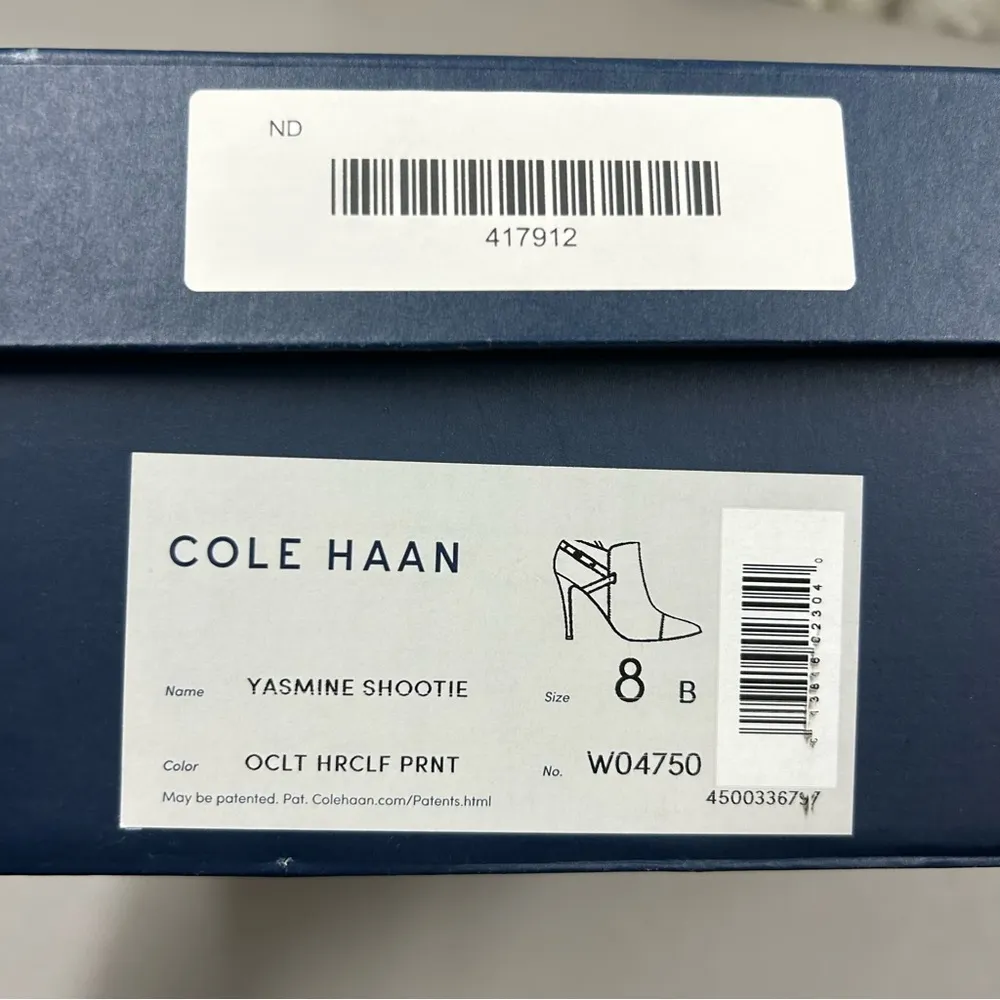 ND
417912
COLE HAAN
Name YASMINE SHOOTIE
Size 8 B
Color OCLT HRCLF PRNT
No. W04750
May be patented. Pat. Colehaan.com/Patents.html